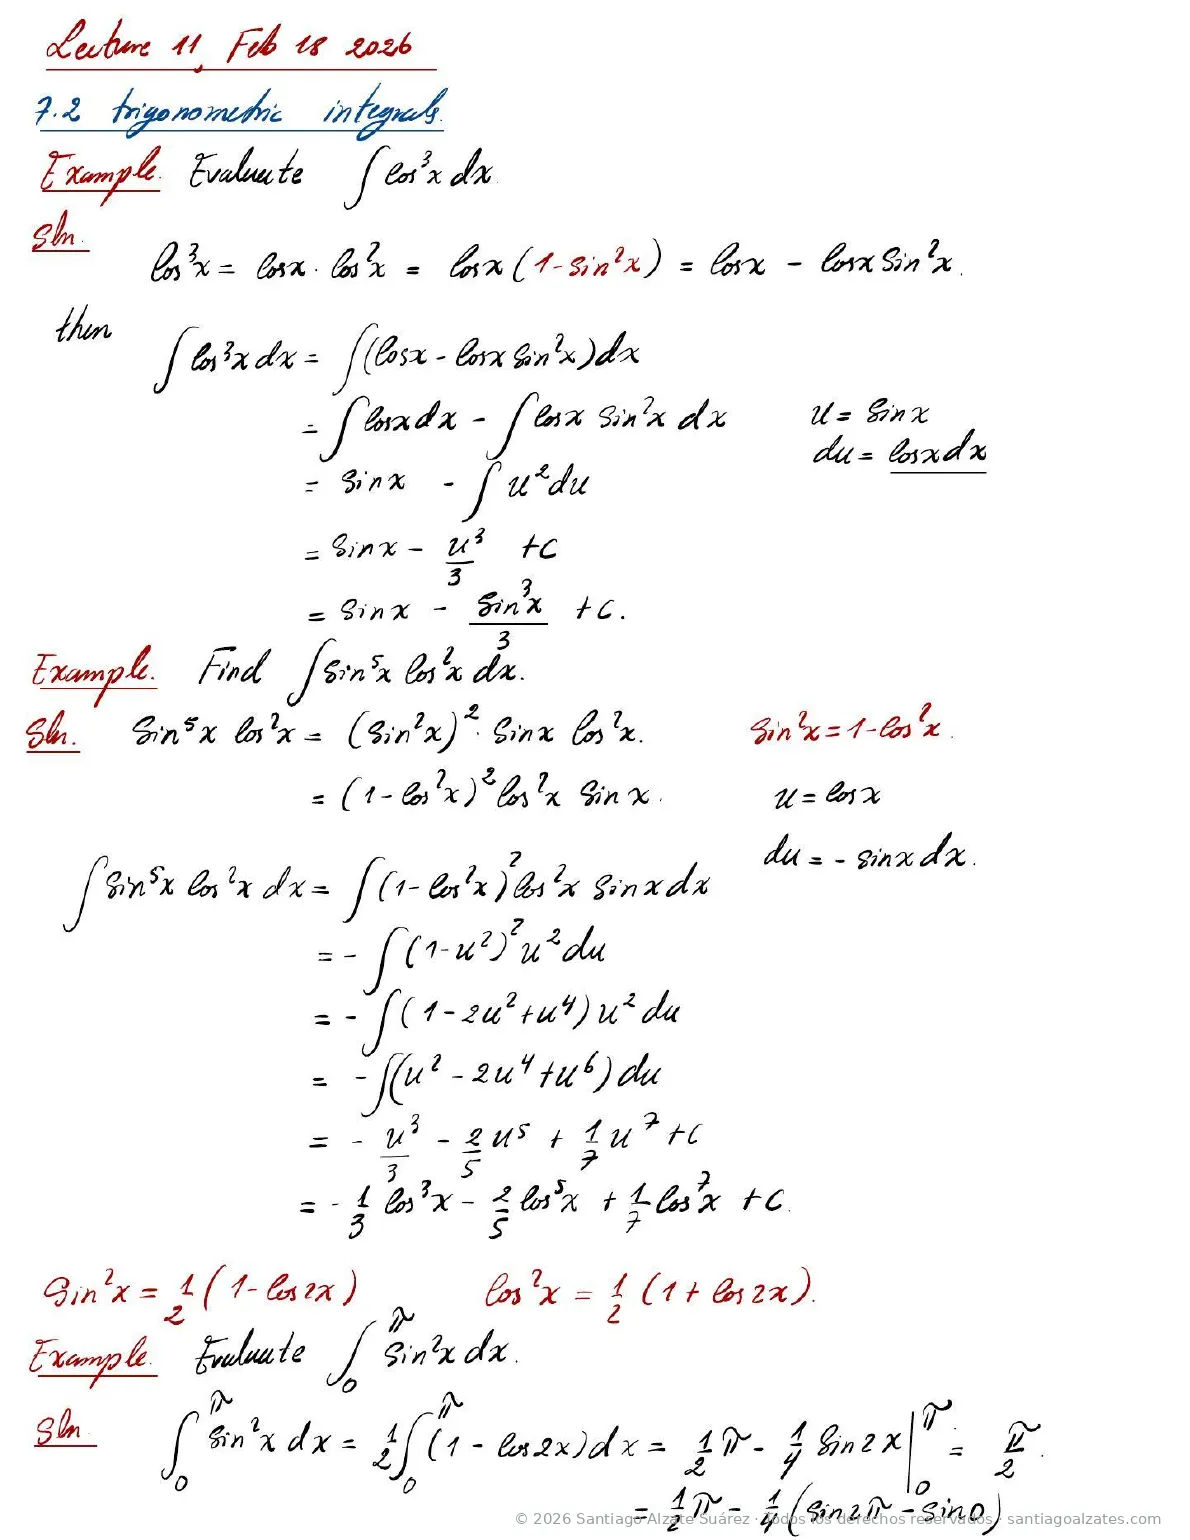 Lecture 11, Feb 18 2026
7.2 trigonometric integrals.
Example. Evaluate ∫ cos³x dx
Sln.
cos³x = cosx · cos²x = cosx (1 - sin²x) = cosx - cosx sin²x.
then
∫ cos³x dx = ∫ (cosx - cosx sin²x) dx
= ∫ cosx dx - ∫ cosx sin²x dx    u = sinx
du = cosx dx
= sinx - ∫ u² du
= sinx - u³/3 + c
= sinx - sin³x/3 + c.
Example. Find ∫ sin⁵x cos²x dx.
Sln. sin⁵x cos²x = (sin²x)² · sinx cos²x.    sin²x = 1 - cos²x.
= (1 - cos²x)² cos²x sinx.    u = cosx
du = - sinx dx.
∫ sin⁵x cos²x dx = ∫ (1 - cos²x)² cos²x sinx dx
= - ∫ (1 - u²)² u² du
= - ∫ (1 - 2u² + u⁴) u² du
= - ∫ (u² - 2u⁴ + u⁶) du
= - u³/3 - 2/5 u⁵ + 1/7 u⁷ + c
= - 1/3 cos³x - 2/5 cos⁵x + 1/7 cos⁷x + c.
sin²x = 1/2 (1 - cos2x)    cos²x = 1/2 (1 + cos2x).
Example. Evaluate ∫₀^π sin²x dx.
Sln. ∫₀^π sin²x dx = 1/2 ∫₀^π (1 - cos2x) dx = 1/2 π - 1/4 sin2x |₀^π = π/2.
= 1/2 π - 1/4 (sin2π - sin0)
© 2026 Santiago Alzate Suárez · Todos los derechos reservados · santiagoalzates.com